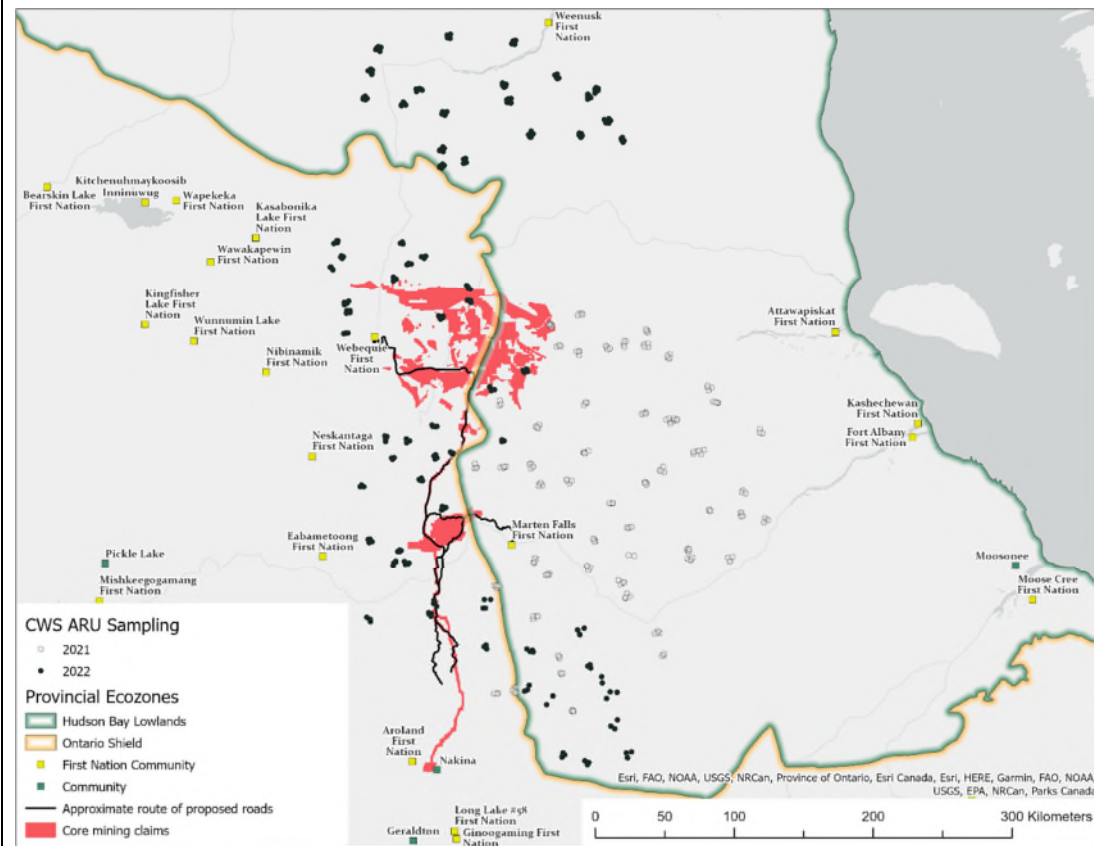 Weenusk
First
Nation
Kitchenuhmaykoosib
Inninuwug
Bearskin Lake
First Nation
Wapekeka
First Nation
Kasabonika
Lake First
Nation
Wawakapewin
First Nation
Kingfisher
Lake First
Nation
Wunnumin Lake
First Nation
Nibinamik
First Nation
Webequie
First
Nation
Attawapiskat
First Nation
Kashechewan
First Nation
Fort Albany
First Nation
Neskantaga
First Nation
Marten Falls
First Nation
Eabametoong
First Nation
Pickle Lake
Mishkeegogamang
First Nation
Moosonee
Moose Cree
First Nation
CWS ARU Sampling
2021
2022
Provincial Ecozones
Hudson Bay Lowlands
Ontario Shield
First Nation Community
Community
Approximate route of proposed roads
Core mining claims
Aroland
First
Nation
Nakina
Long Lake #58
First Nation
Geraldton
Ginoogaming First
Nation
Esri, FAO, NOAA, USGS, NRCan, Province of Ontario, Esri Canada, Esri, HERE, Garmin, FAO, NOAA,
USGS, EPA, NRCan, Parks Canada
0 50 100 200 300 Kilometers